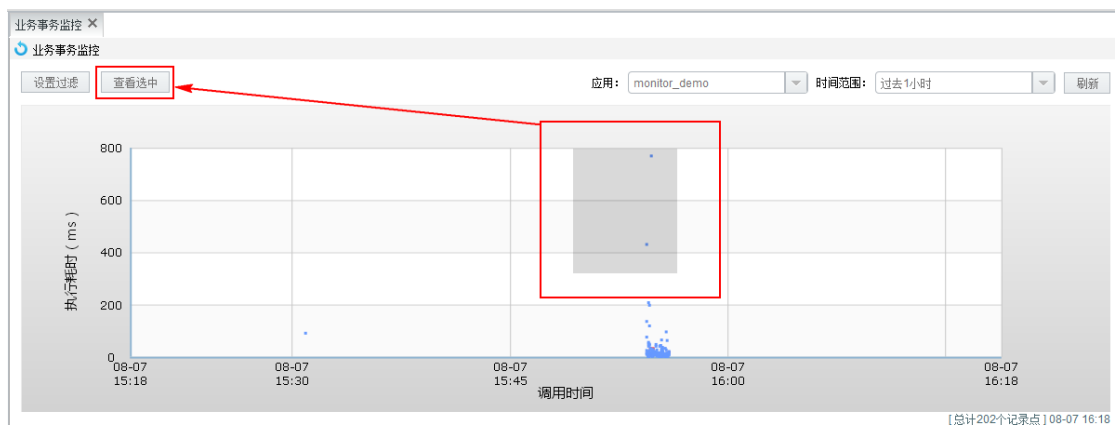 业务事务监控 ×
业务事务监控
设置过滤 查看选中 应用： monitor_demo 时间范围： 过去1小时 刷新
800
600
400
200
0
执行耗时（ms）
08-07 08-07 08-07 08-07 08-07
15:18 15:30 15:45 16:00 16:18
调用时间
[ 总计202个记录点 ] 08-07 16:18